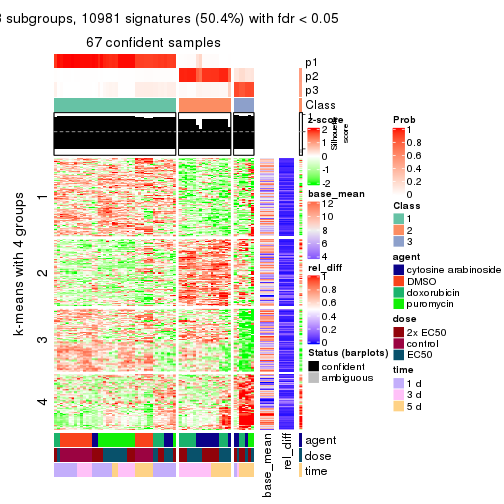 3 subgroups, 10981 signatures (50.4%) with fdr < 0.05
67 confident samples
p1
p2
p3
Class
1
Silhouette
score
k-means with 4 groups
1
2
3
4
z-score
2
1
0
-1
-2
base_mean
12
10
8
6
4
rel_diff
1
0.8
0.6
0.4
0.2
0
Status (barplots)
confident
ambiguous
Prob
1
0.8
0.6
0.4
0.2
0
Class
1
2
3
agent
cytosine arabinoside
DMSO
doxorubicin
puromycin
dose
2x EC50
control
EC50
time
1 d
3 d
5 d
agent
dose
time
base_mean
rel_diff